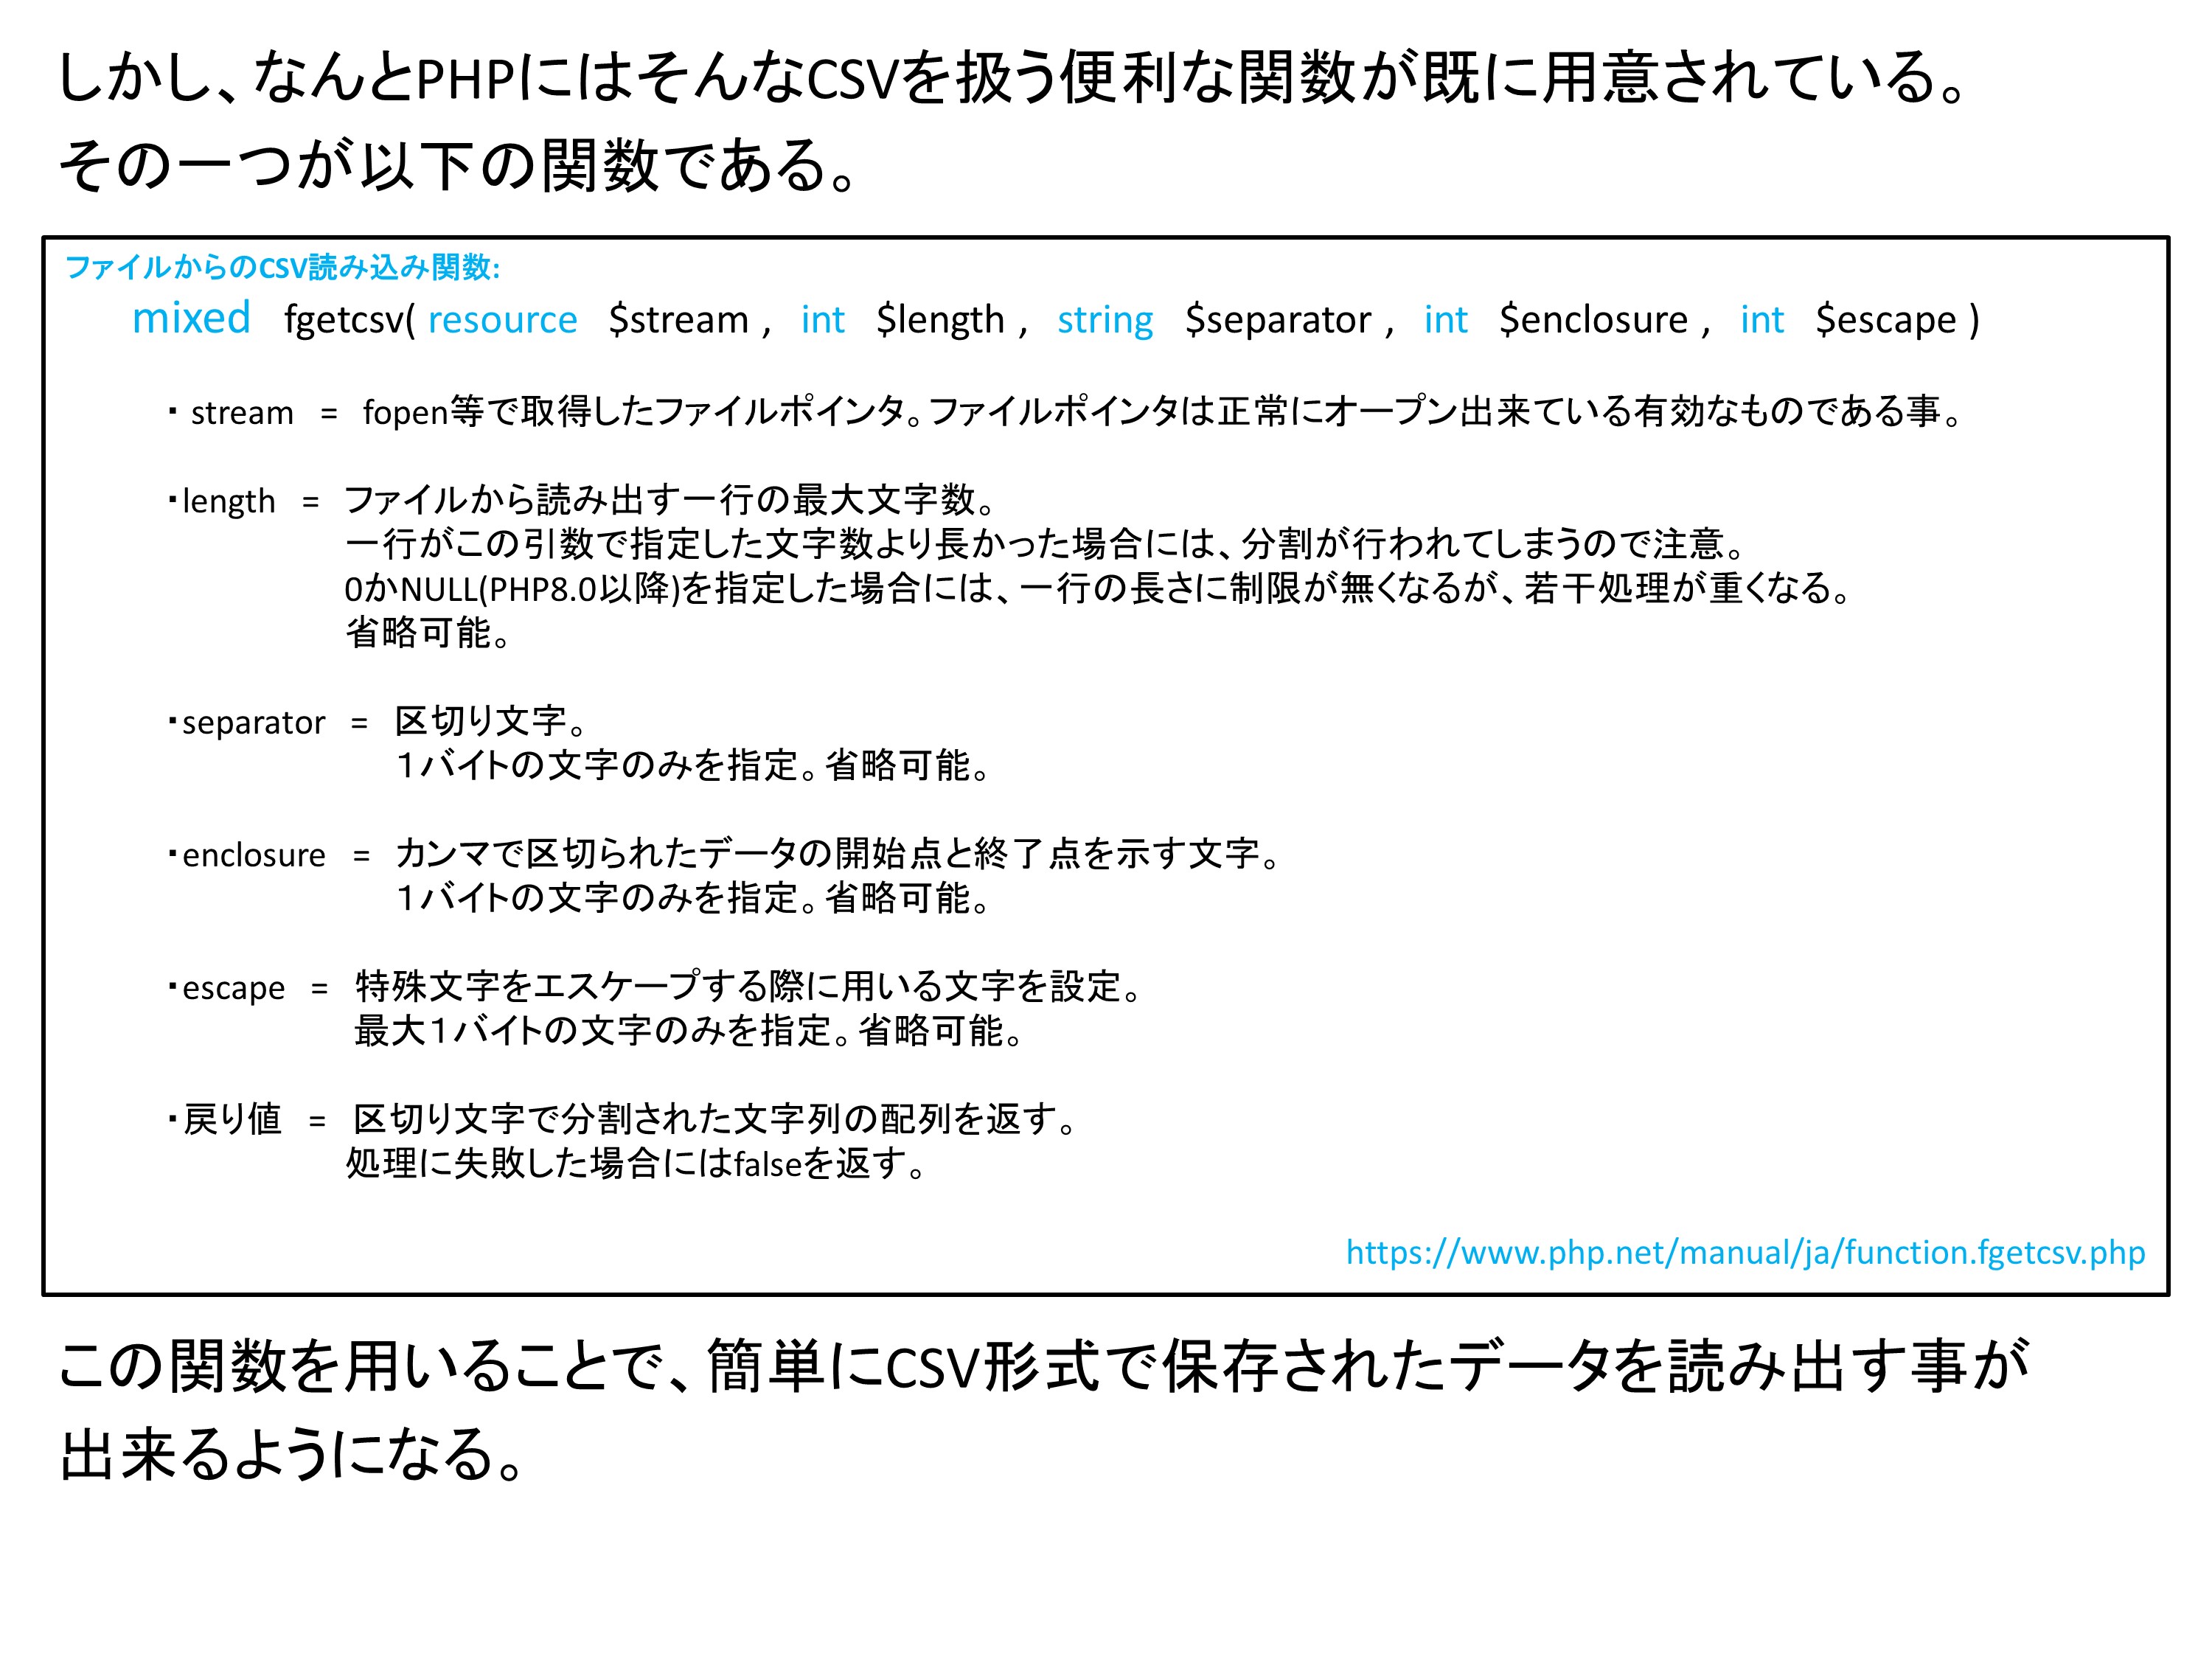 しかし、なんとPHPにはそんなCSVを扱う便利な関数が既に用意されている。
その一つが以下の関数である。
ファイルからのCSV読み込み関数:
mixed fgetcsv( resource $stream , int $length , string $separator , int $enclosure , int $escape )
・ stream = fopen等で取得したファイルポインタ。ファイルポインタは正常にオープン出来ている有効なものである事。
・length = ファイルから読み出す一行の最大文字数。
一行がこの引数で指定した文字数より長かった場合には、分割が行われてしまうので注意。
0かNULL(PHP8.0以降)を指定した場合には、一行の長さに制限が無くなるが、若干処理が重くなる。
省略可能。
・separator = 区切り文字。
１バイトの文字のみを指定。省略可能。
・enclosure = カンマで区切られたデータの開始点と終了点を示す文字。
１バイトの文字のみを指定。省略可能。
・escape = 特殊文字をエスケープする際に用いる文字を設定。
最大１バイトの文字のみを指定。省略可能。
・戻り値 = 区切り文字で分割された文字列の配列を返す。
処理に失敗した場合にはfalseを返す。
https://www.php.net/manual/ja/function.fgetcsv.php
この関数を用いることで、簡単にCSV形式で保存されたデータを読み出す事が
出来るようになる。